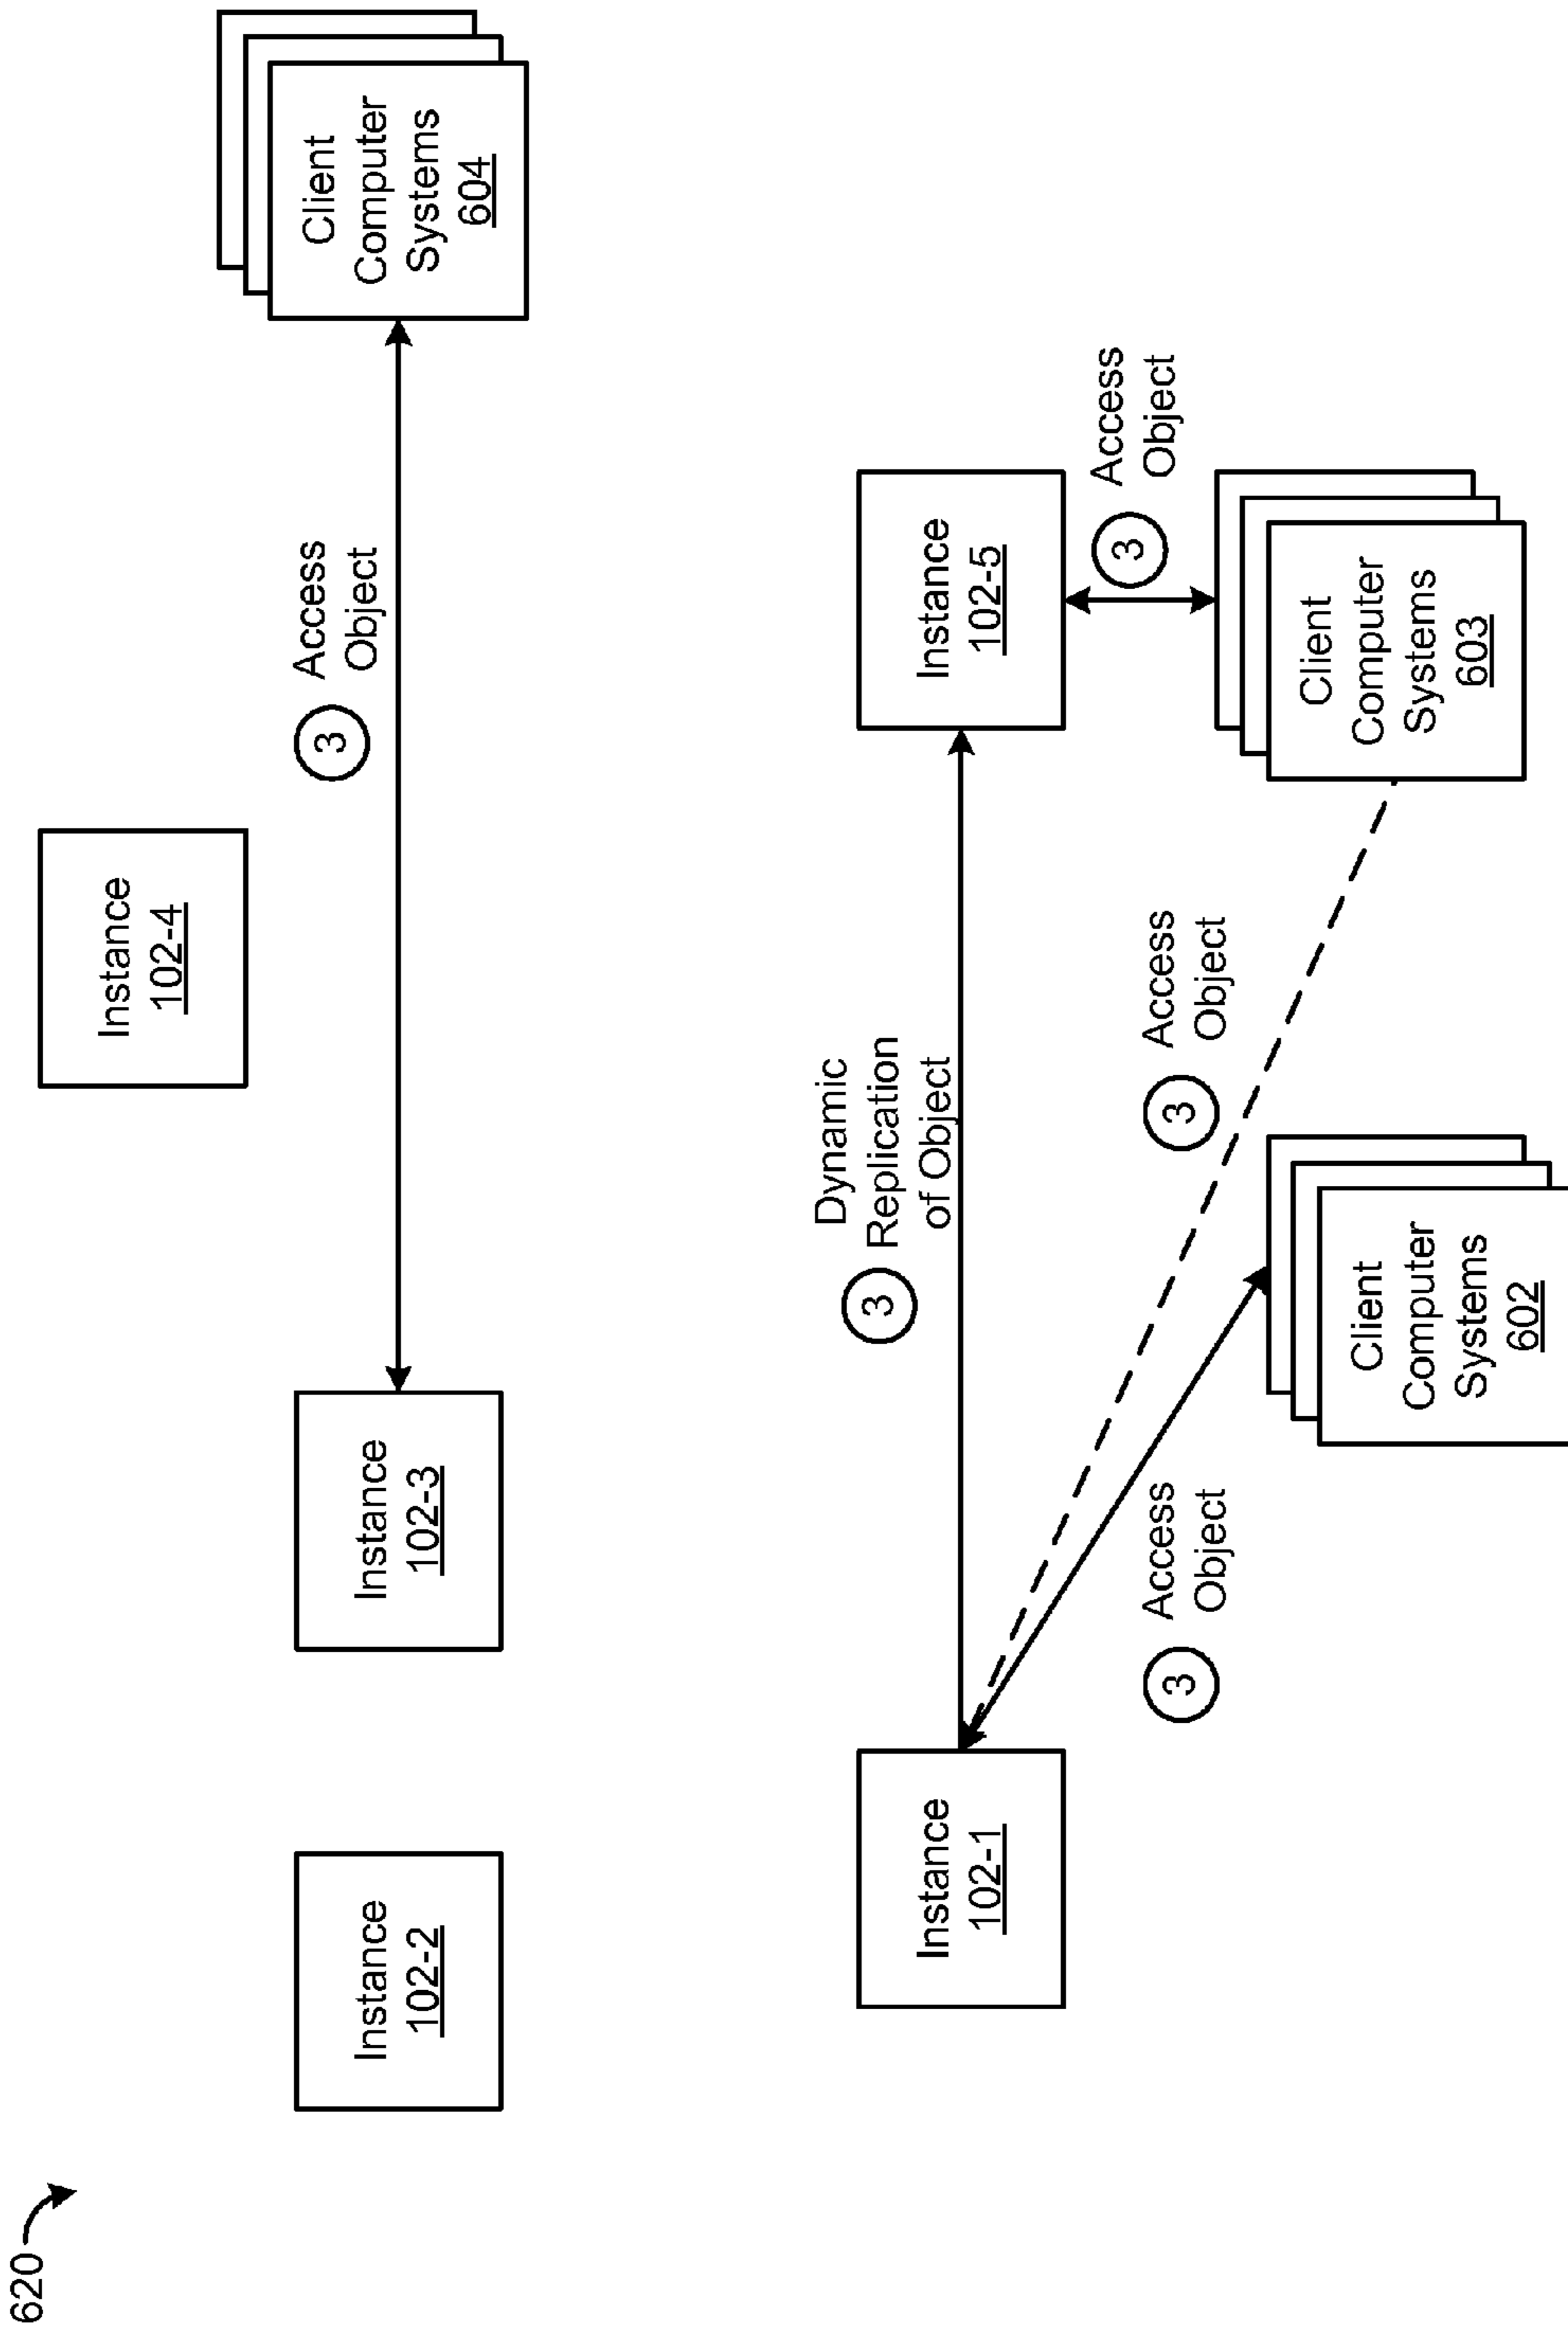 620
Instance
102-4
Client
Computer
Systems
604
3
Access
Object
Instance
102-2
Instance
102-3
3
Dynamic
Replication
of Object
Instance
102-1
Instance
102-5
3
Access
Object
3
Access
Object
3
Access
Object
Client
Computer
Systems
602
Client
Computer
Systems
603